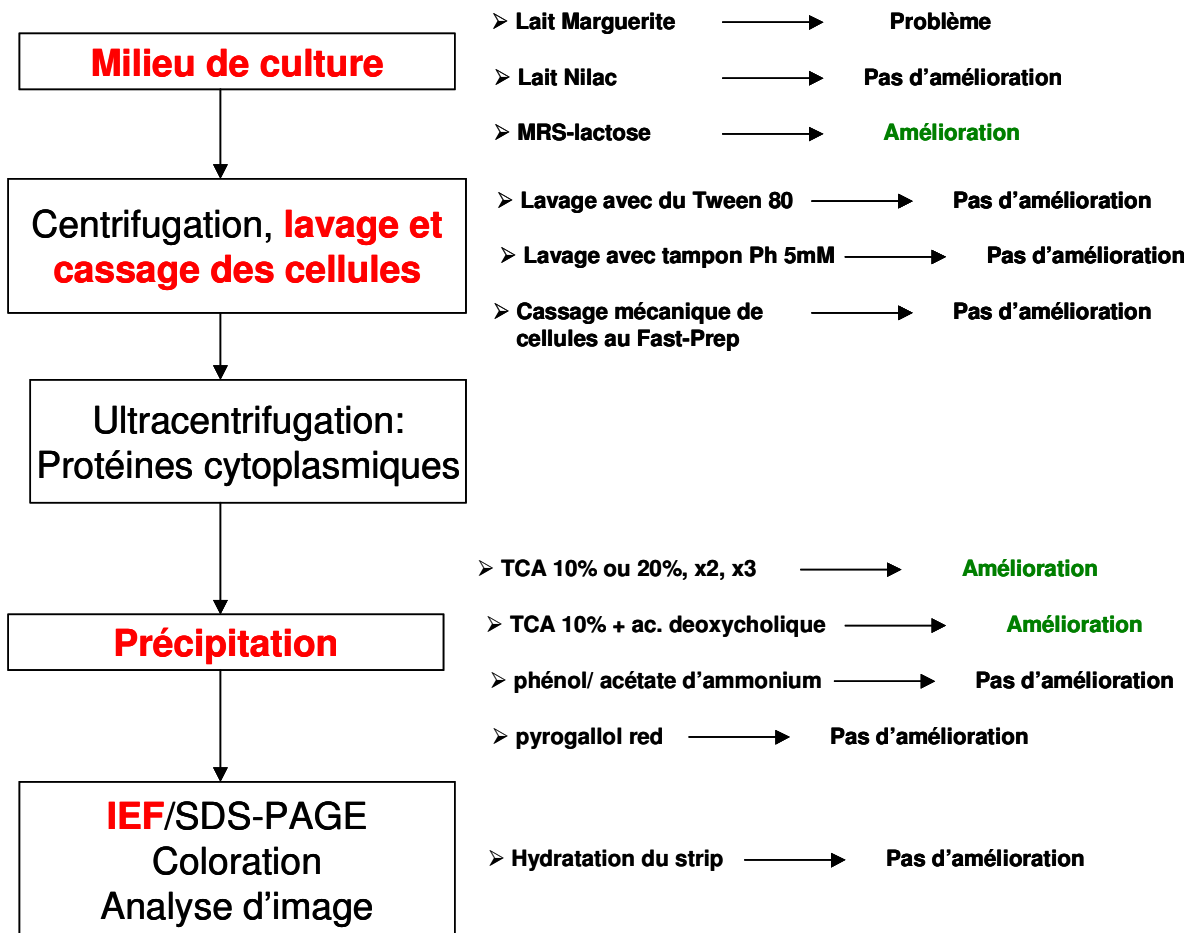 Milieu de culture
➢ Lait Marguerite → Problème
➢ Lait Nilac → Pas d'amélioration
➢ MRS-lactose → Amélioration
Centrifugation, lavage et
cassage des cellules
➢ Lavage avec du Tween 80 → Pas d'amélioration
➢ Lavage avec tampon Ph 5mM → Pas d'amélioration
➢ Cassage mécanique de → Pas d'amélioration
cellules au Fast-Prep
Ultracentrifugation:
Protéines cytoplasmiques
Précipitation
➢ TCA 10% ou 20%, x2, x3 → Amélioration
➢ TCA 10% + ac. deoxycholique → Amélioration
➢ phénol/ acétate d'ammonium → Pas d'amélioration
➢ pyrogallol red → Pas d'amélioration
IEF/SDS-PAGE
Coloration
Analyse d'image
➢ Hydratation du strip → Pas d'amélioration